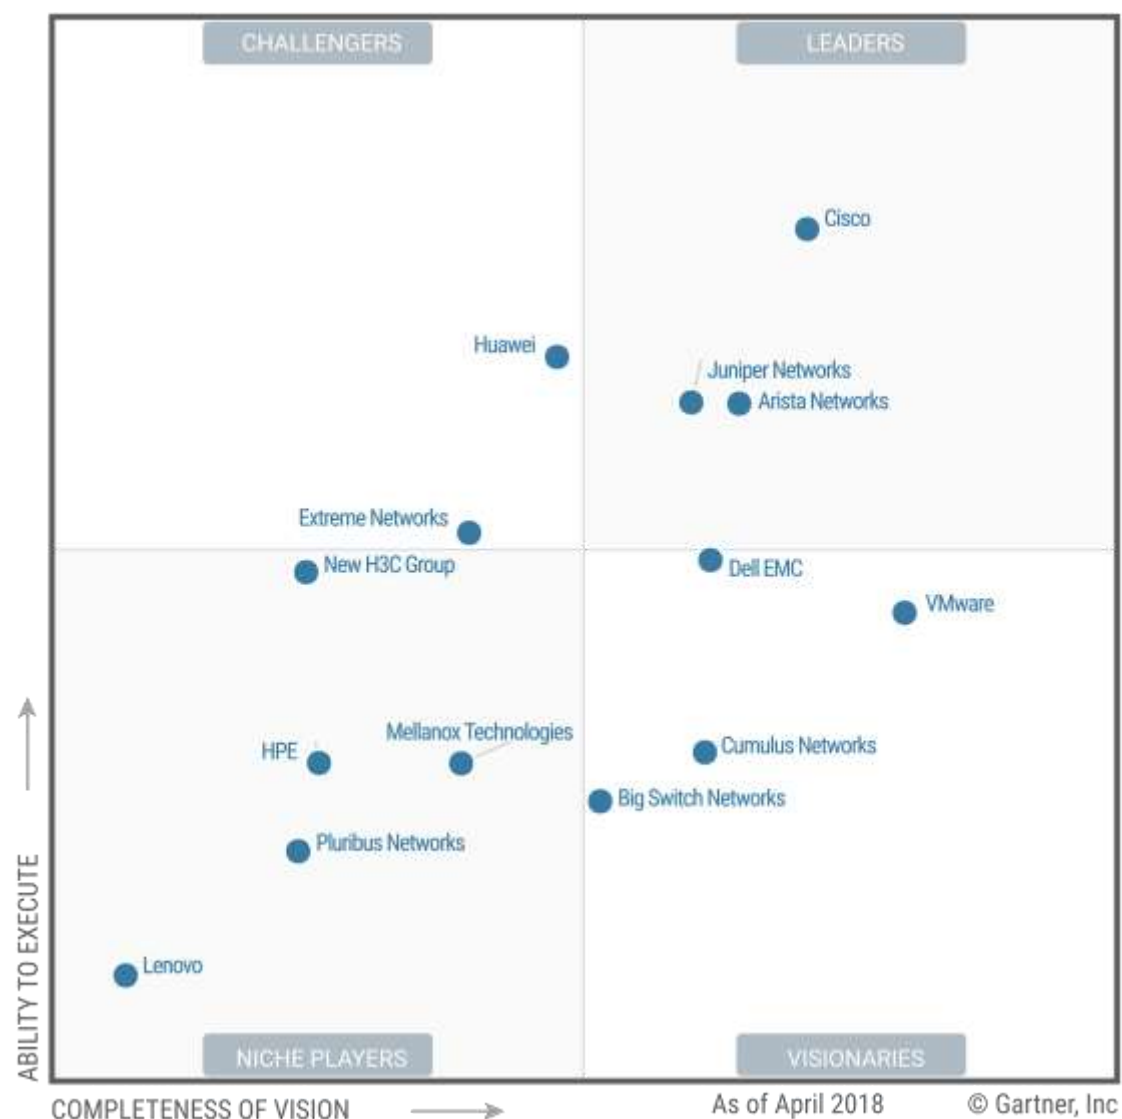 CHALLENGERS
LEADERS
Cisco
Huawei
Juniper Networks
Arista Networks
Extreme Networks
New H3C Group
Dell EMC
VMware
Mellanox Technologies
HPE
Cumulus Networks
Big Switch Networks
Pluribus Networks
Lenovo
NICHE PLAYERS
VISIONARIES
ABILITY TO EXECUTE
COMPLETENESS OF VISION
As of April 2018
© Gartner, Inc